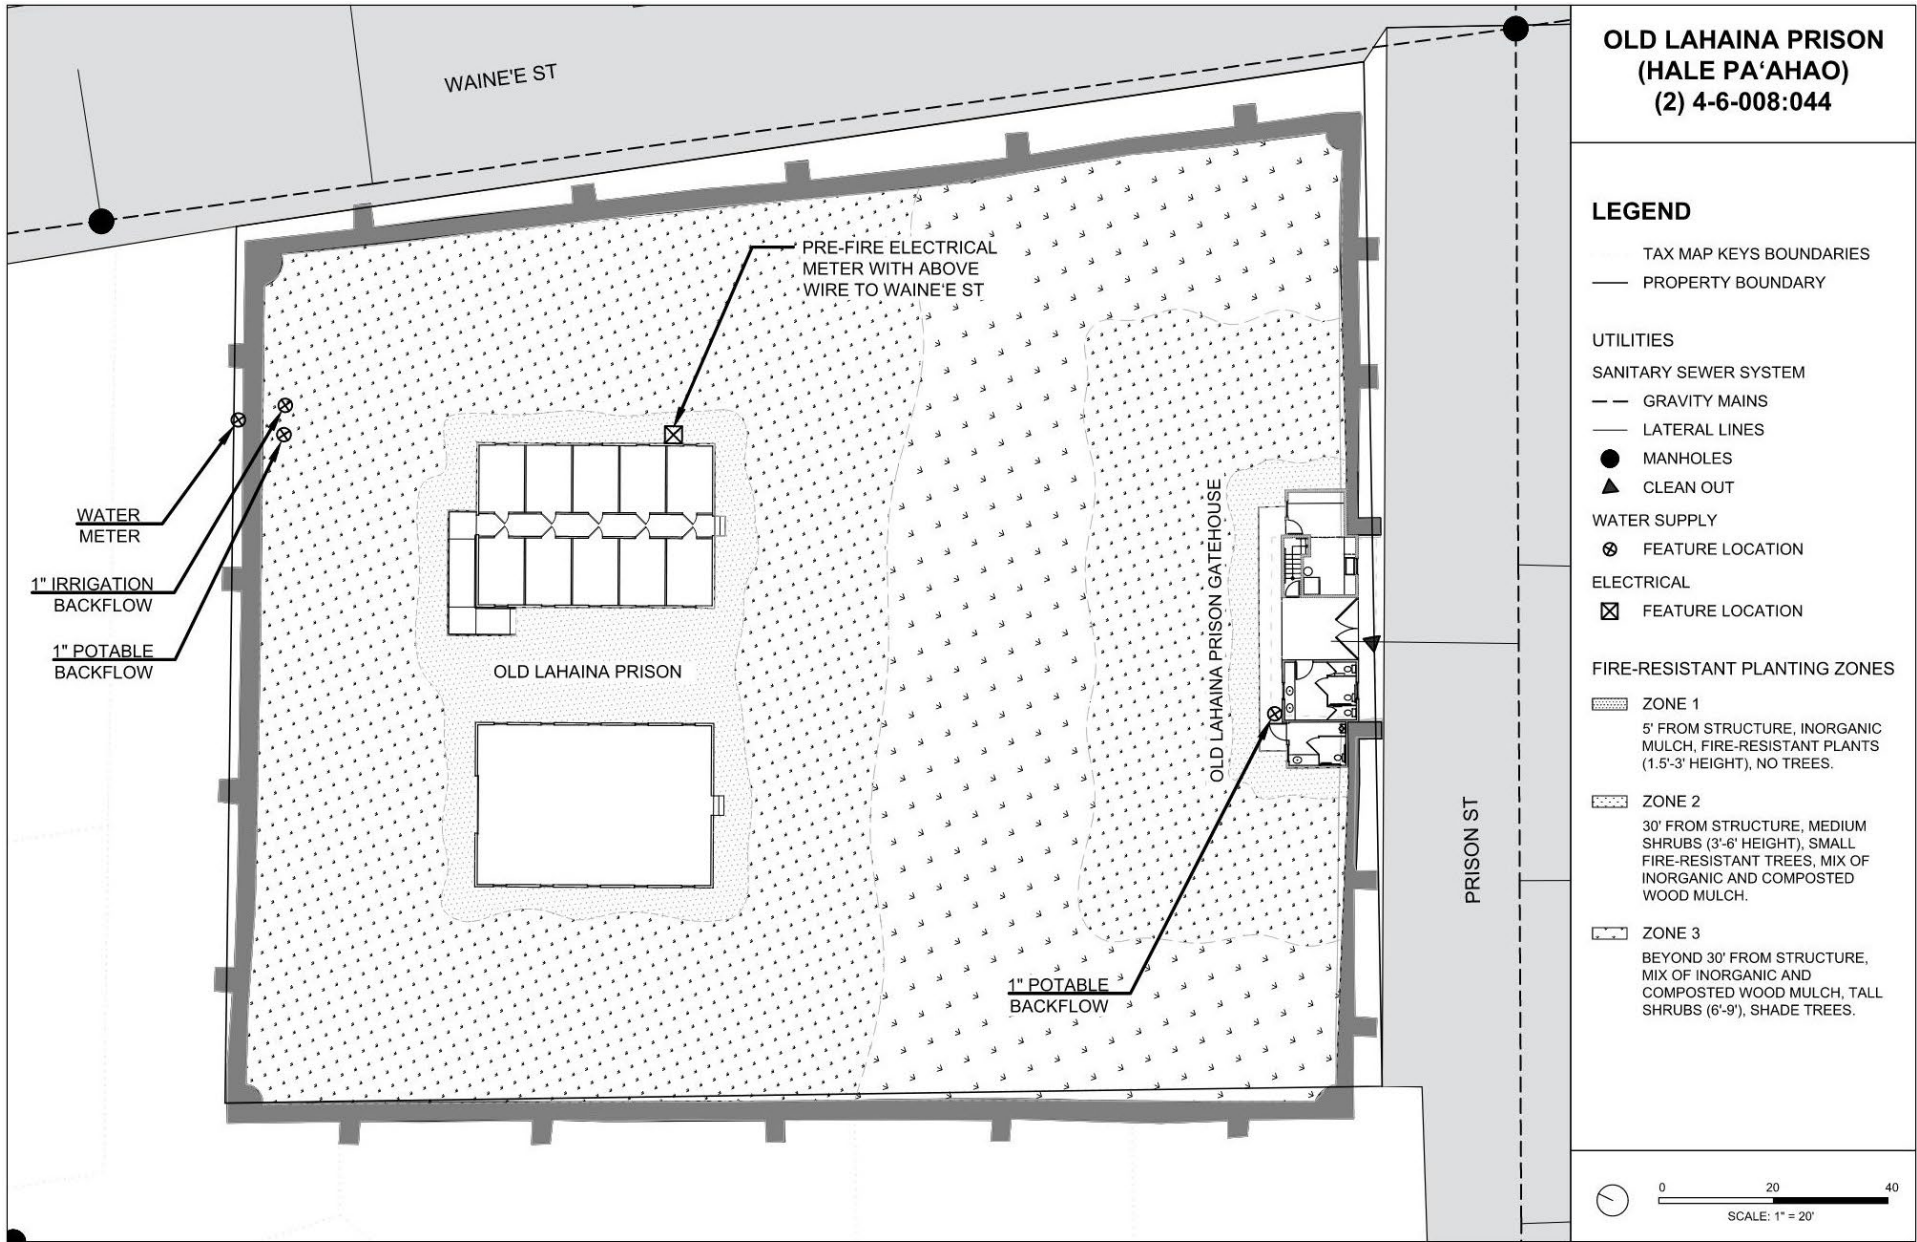 WAINE'E ST
PRE-FIRE ELECTRICAL
METER WITH ABOVE
WIRE TO WAINE'E ST
WATER
METER
1" IRRIGATION
BACKFLOW
1" POTABLE
BACKFLOW
OLD LAHAINA PRISON
OLD LAHAINA PRISON GATEHOUSE
1" POTABLE
BACKFLOW
PRISON ST
OLD LAHAINA PRISON
(HALE PAʻAHAO)
(2) 4-6-008:044
LEGEND
TAX MAP KEYS BOUNDARIES
PROPERTY BOUNDARY
UTILITIES
SANITARY SEWER SYSTEM
GRAVITY MAINS
LATERAL LINES
MANHOLES
CLEAN OUT
WATER SUPPLY
FEATURE LOCATION
ELECTRICAL
FEATURE LOCATION
FIRE-RESISTANT PLANTING ZONES
ZONE 1
5' FROM STRUCTURE, INORGANIC
MULCH, FIRE-RESISTANT PLANTS
(1.5'-3' HEIGHT), NO TREES.
ZONE 2
30' FROM STRUCTURE, MEDIUM
SHRUBS (3'-6' HEIGHT), SMALL
FIRE-RESISTANT TREES, MIX OF
INORGANIC AND COMPOSTED
WOOD MULCH.
ZONE 3
BEYOND 30' FROM STRUCTURE,
MIX OF INORGANIC AND
COMPOSTED WOOD MULCH, TALL
SHRUBS (6'-9'), SHADE TREES.
0 20 40
SCALE: 1" = 20'